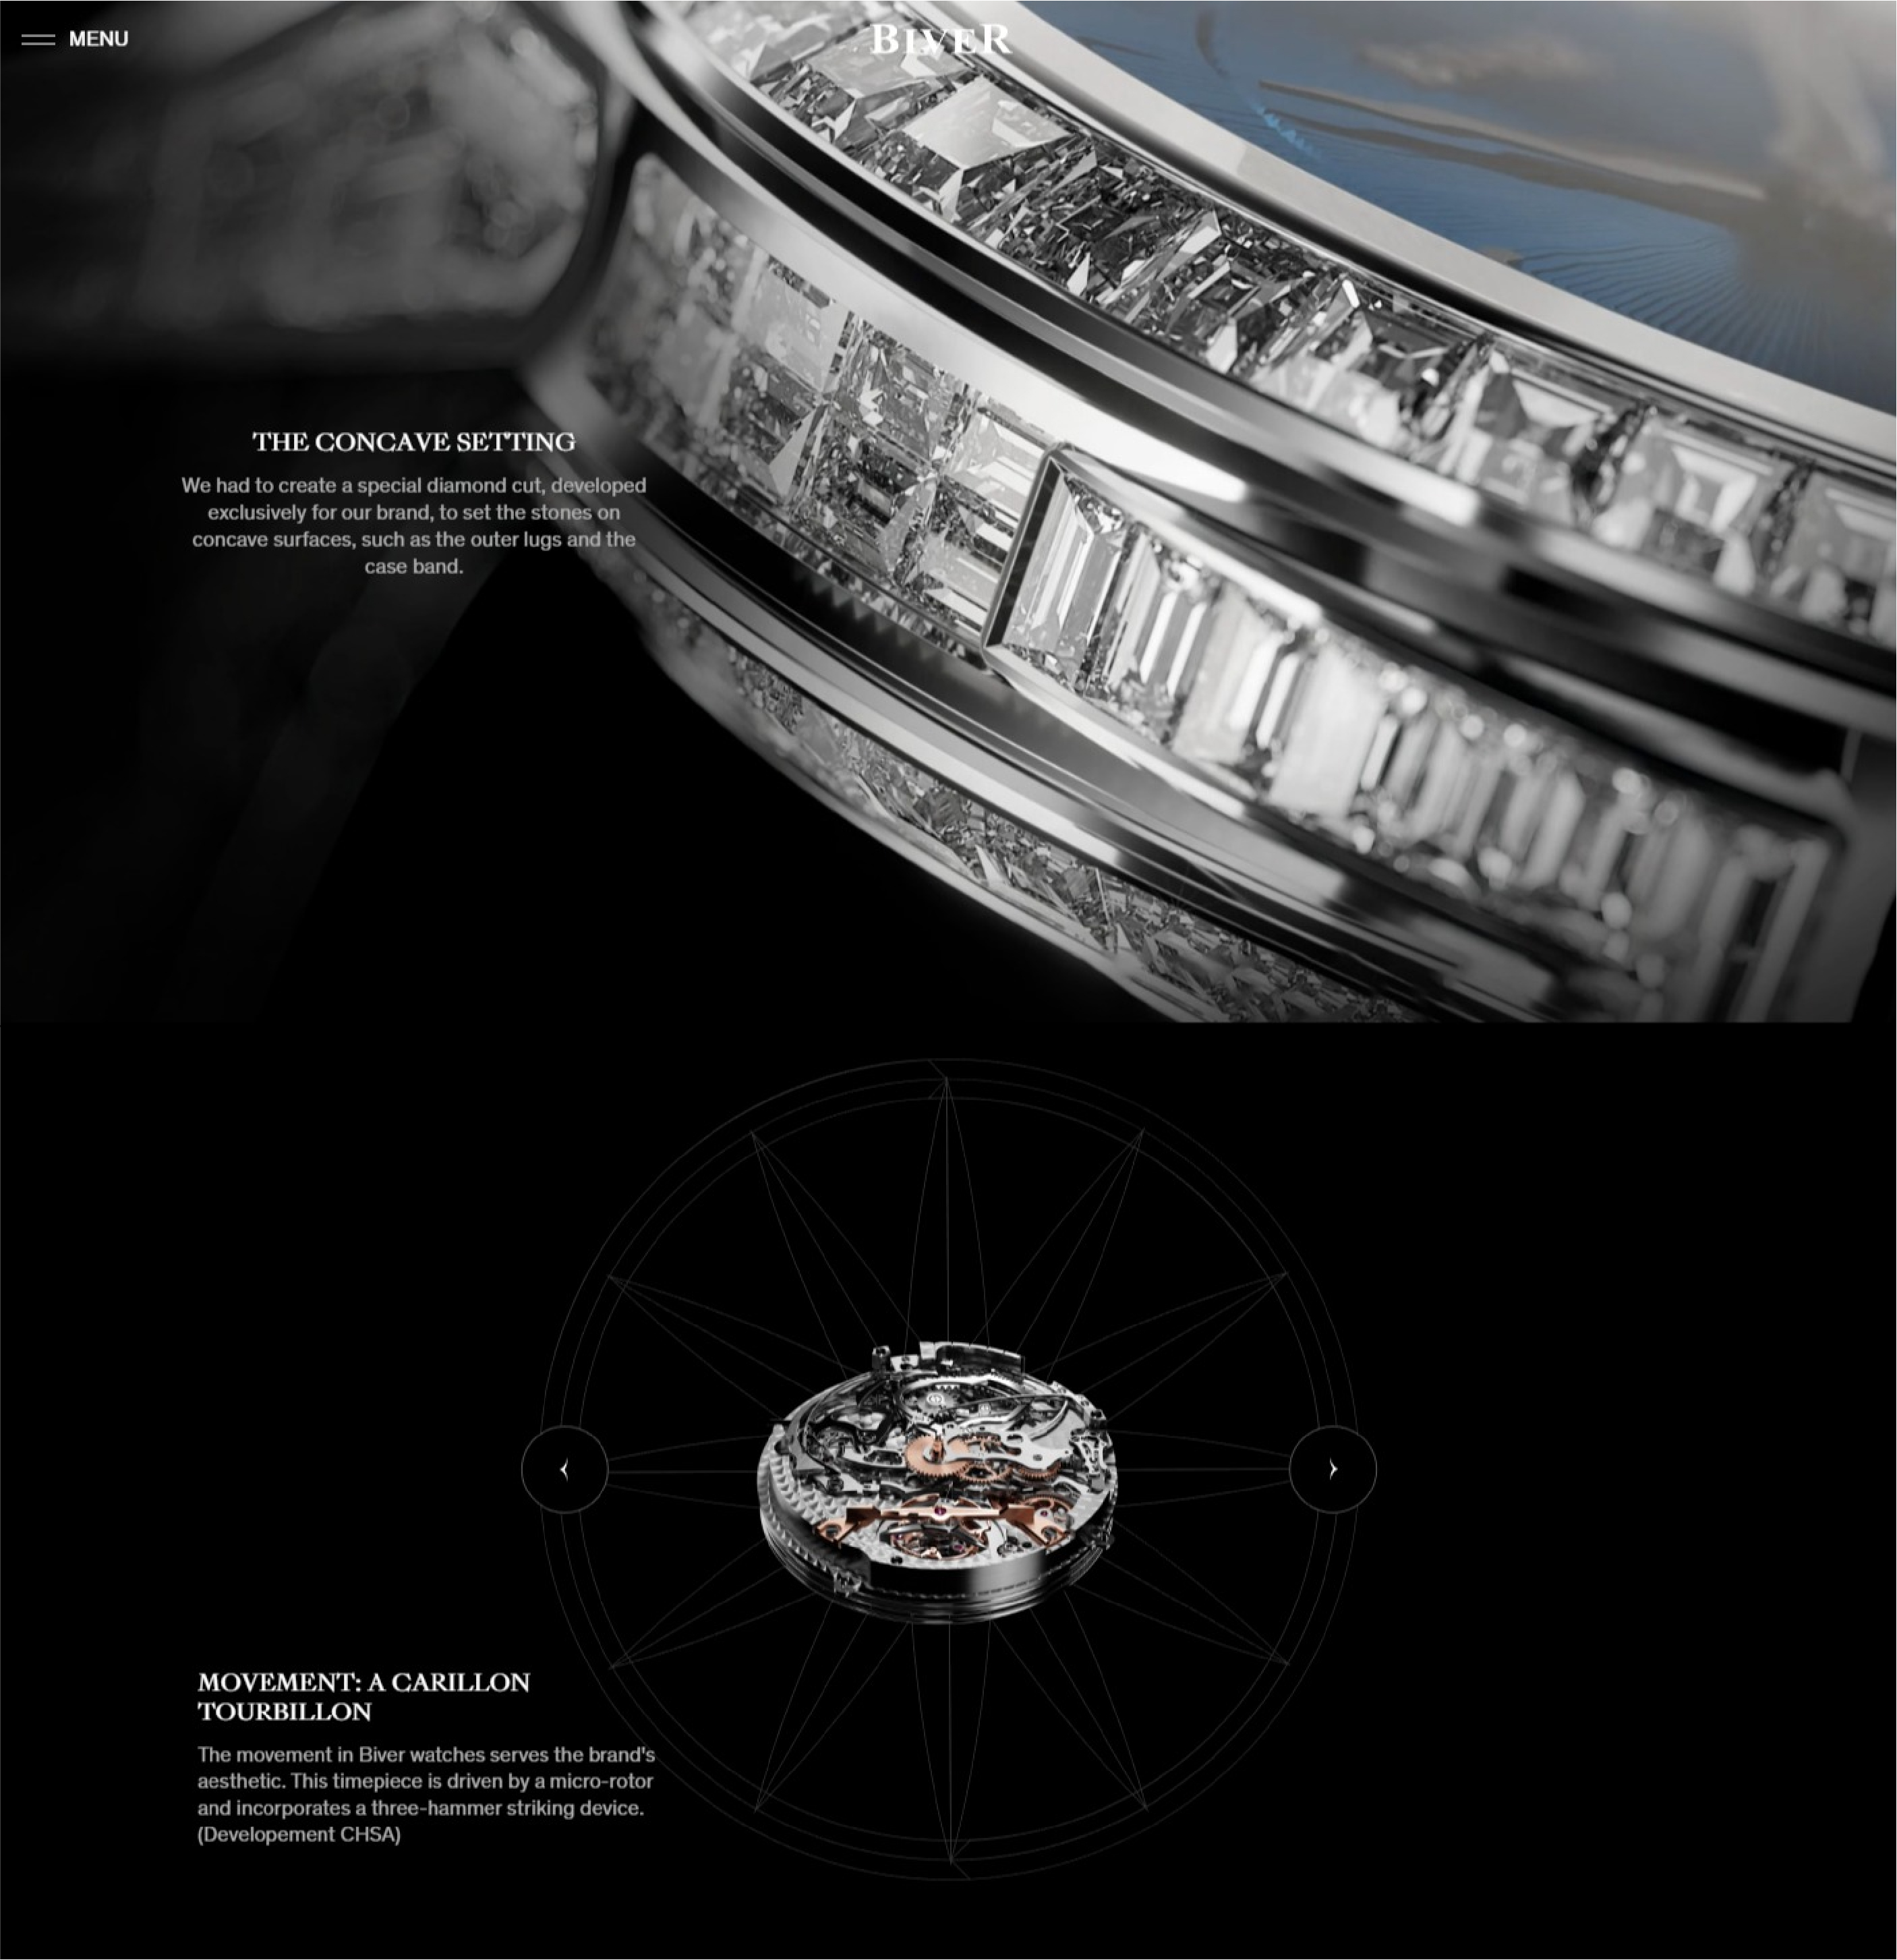 MENU
BIVER
THE CONCAVE SETTING
We had to create a special diamond cut, developed
exclusively for our brand, to set the stones on
concave surfaces, such as the outer lugs and the
case band.
MOVEMENT: A CARILLON
TOURBILLON
The movement in Biver watches serves the brand's
aesthetic. This timepiece is driven by a micro-rotor
and incorporates a three-hammer striking device.
(Developement CHSA)